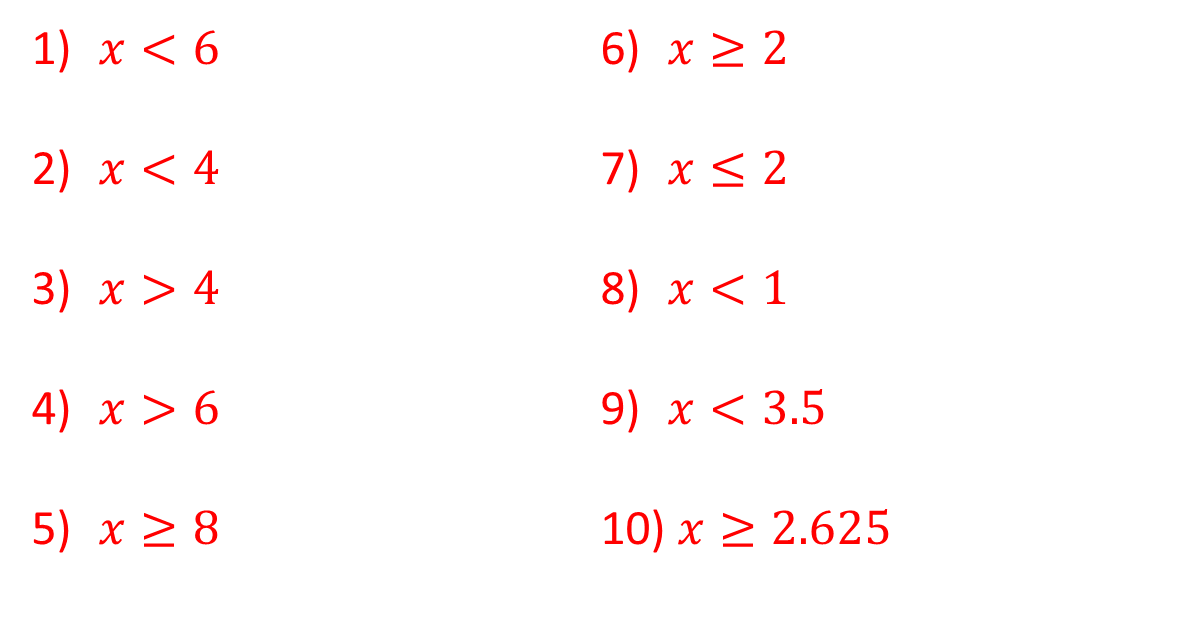 1) x < 6
2) x < 4
3) x > 4
4) x > 6
5) x ≥ 8
6) x ≥ 2
7) x ≤ 2
8) x < 1
9) x < 3.5
10) x ≥ 2.625